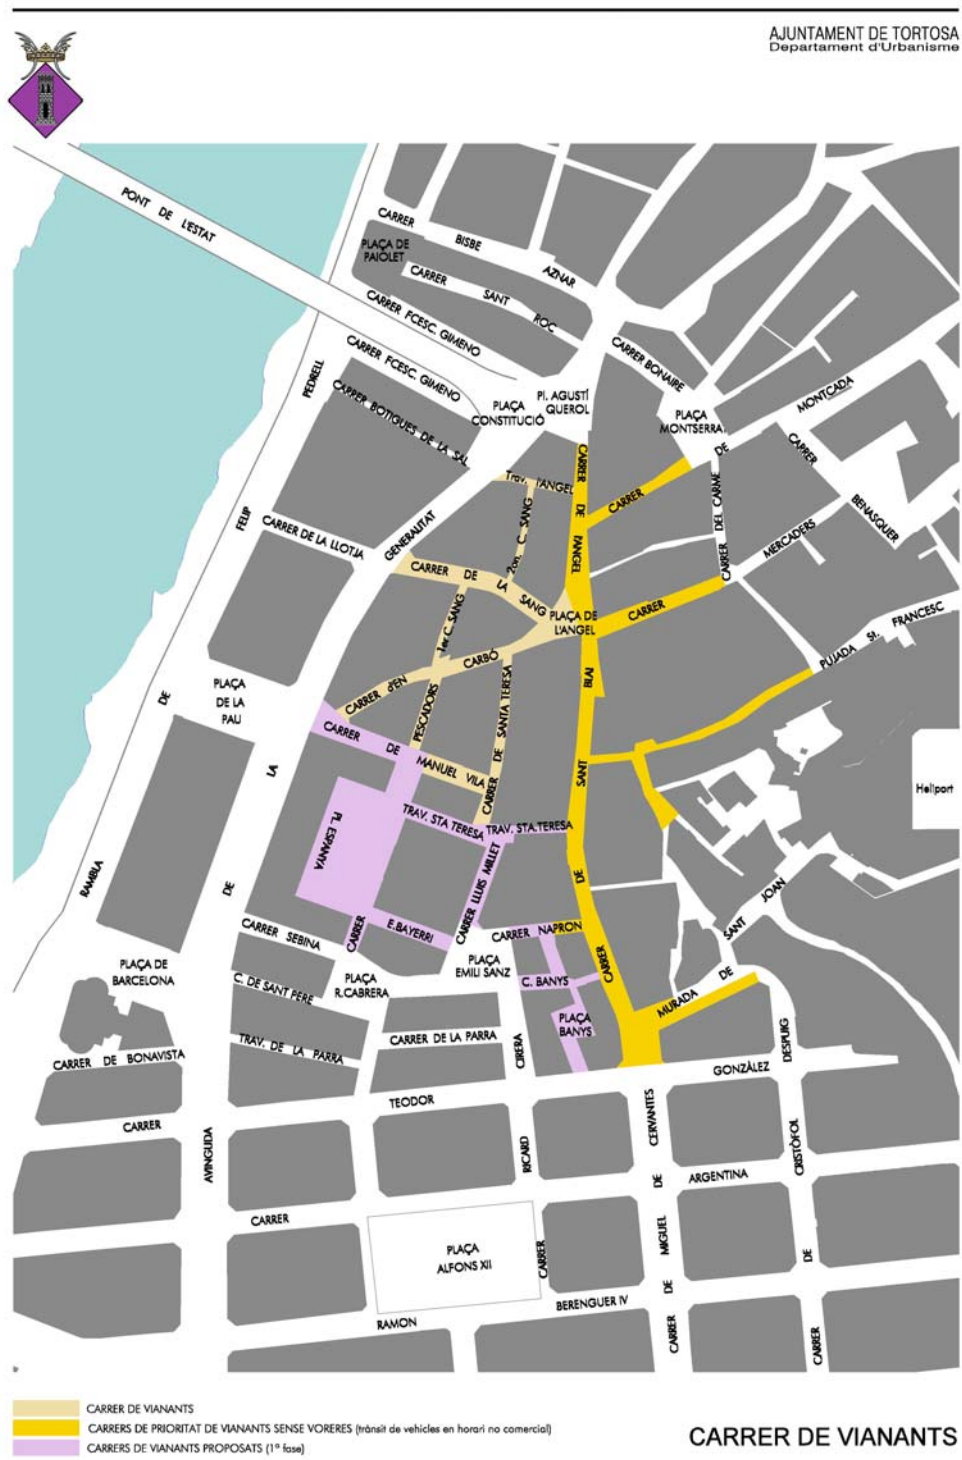 AJUNTAMENT DE TORTOSA
Departament d'Urbanisme
PONT DE L'ESTAT
CARRER BISBE AZNAR
PLAÇA DE
PAIOLET
CARRER SANT ROC
CARRER FCESC. GIMENO
CARRER FCESC. GIMENO
CARRER BONAIRE
PEDRELL
CARRER BOTIGUES DE LA SAL
PLAÇA
CONSTITUCIÓ
Pl. AGUSTÍ
QUEROL
PLAÇA
MONTSERRA
MONTCADA
DE
CARRER
CARRER
BENASQUER
Trav. l'ANGEL
CARRER DE l'ANGEL
CARRER DEL CARME
MERCADERS
2on. C. SANG
FELIP
CARRER DE LA LLOTJA
GENERALITAT
CARRER DE LA SANG
1er C. SANG
PLAÇA DE
L'ANGEL
CARRER
PUJADA St. FRANCESC
CARRER d'EN CARBÓ
PESCADORS
CARRER DE SANTA TERESA
BLAI
SANT
DE
CARRER
DE
PLAÇA
DE LA
PAU
CARRER DE MANUEL VILA
LA
DE
Heliport
PL. ESPANYA
TRAV. STA TERESA
TRAV. STA.TERESA
CARRER LLUIS MILLET
RAMBLA
CARRER
E.BAYERRI
CARRER NAPRON
CARRER SEBINA
SANT JOAN
MURADA DE
PLAÇA DE
BARCELONA
C. DE SANT PERE
PLAÇA
R.CABRERA
PLAÇA
EMILI SANZ
C. BANYS
PLAÇA
BANYS
TRAV. DE LA PARRA
CARRER DE LA PARRA
CIRERA
DESPUIG
CARRER DE BONAVISTA
TEODOR
GONZÀLEZ
CARRER
CERVANTES
AVINGUDA
RICARD
CRISTÒFOL
DE
ARGENTINA
CARRER
MIGUEL
PLAÇA
ALFONS XII
CARRER
DE
DE
BERENGUER IV
RAMON
CARRER
CARRER
CARRER DE VIANANTS
CARRERS DE PRIORITAT DE VIANANTS SENSE VORERES (trànsit de vehicles en horari no comercial)
CARRERS DE VIANANTS PROPOSATS (1ª fase)
CARRER DE VIANANTS